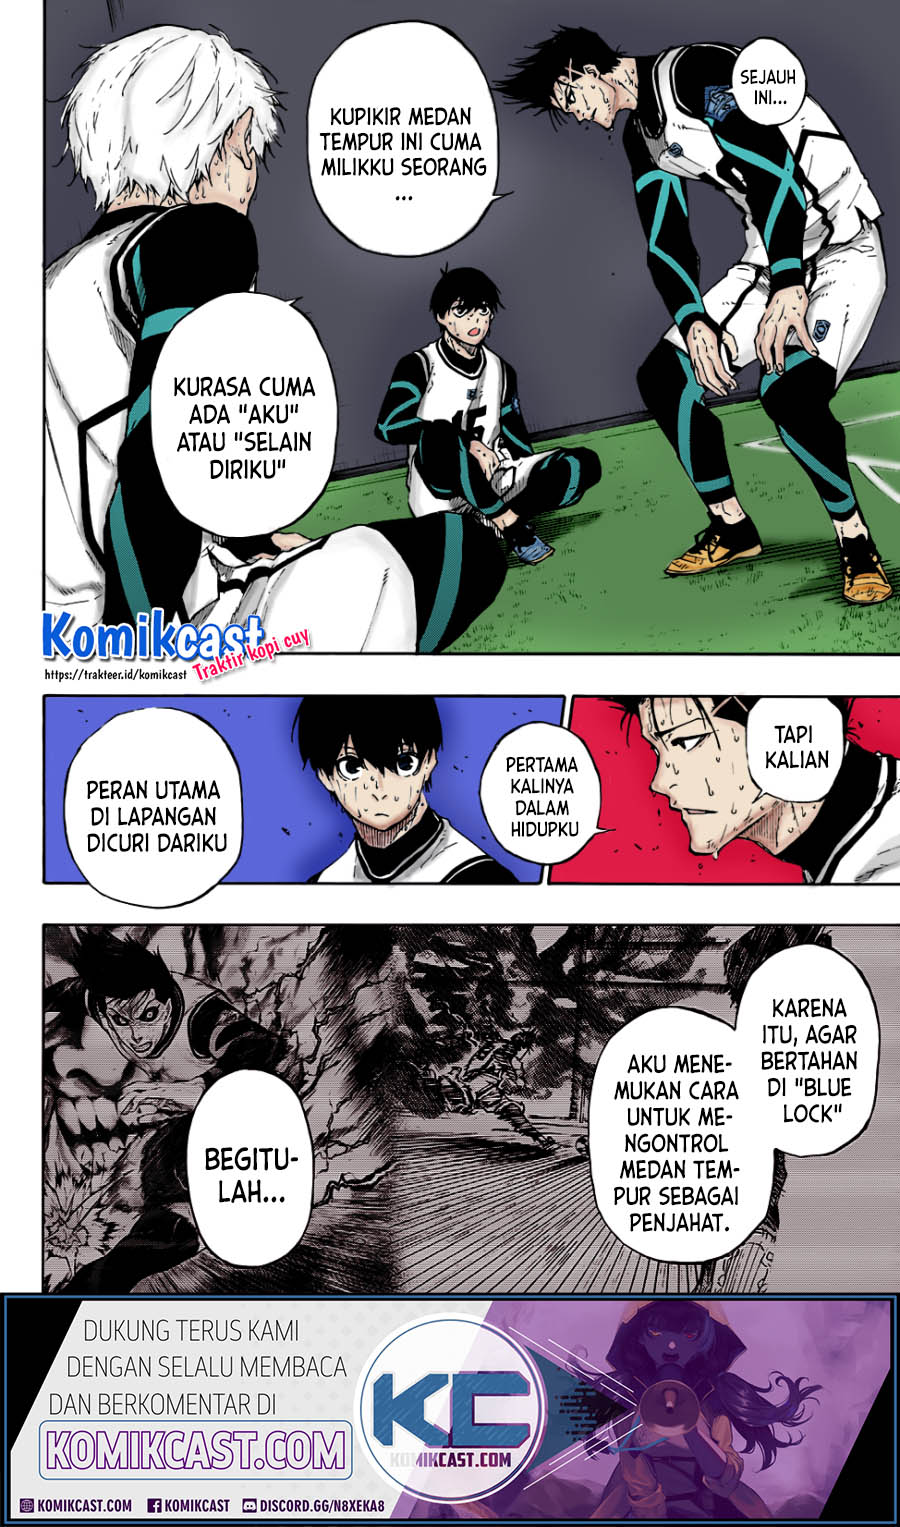 SEJAUH
INI...
KUPIKIR MEDAN
TEMPUR INI CUMA
MILIKKU SEORANG
...
KURASA CUMA
ADA "AKU"
ATAU "SELAIN
DIRIKU"
15
Komikcast
Traktir kopi cuy
https://trakteer.id/komikcast
TAPI
KALIAN
PERTAMA
KALINYA
DALAM
HIDUPKU
PERAN UTAMA
DI LAPANGAN
DICURI DARIKU
KARENA
ITU, AGAR
BERTAHAN
DI "BLUE
LOCK"
AKU MENE-
MUKAN CARA
UNTUK ME-
NGONTROL
MEDAN TEM-
PUR SEBAGAI
PENJAHAT.
BEGITU-
LAH...
DUKUNG TERUS KAMI
DENGAN SELALU MEMBACA
DAN BERKOMENTAR DI
KOMIKCAST.COM
KC
KOMIKCAST.COM
KOMIKCAST.COM
KOMIKCAST
DISCORD.GG/N8XEKA8